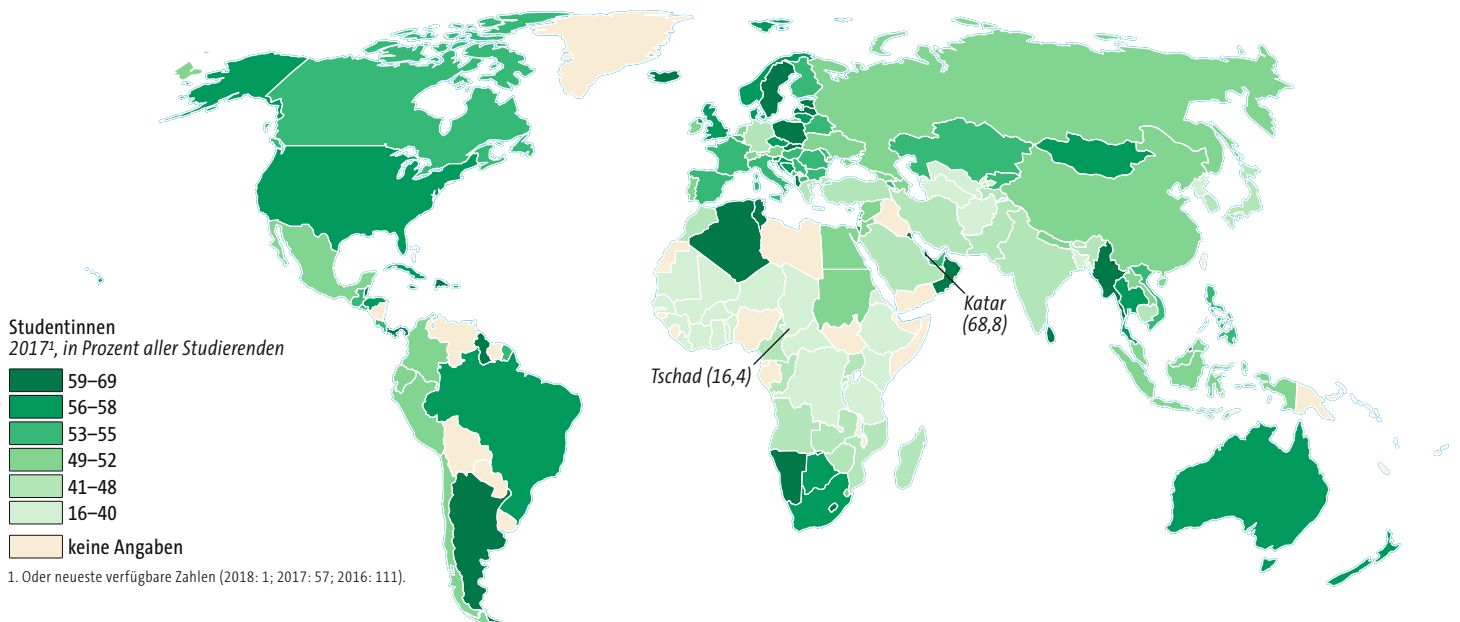 Studentinnen
2017¹, in Prozent aller Studierenden
59–69
56–58
53–55
49–52
41–48
16–40
keine Angaben
1. Oder neueste verfügbare Zahlen (2018: 1; 2017: 57; 2016: 111).
Tschad (16,4)
Katar
(68,8)